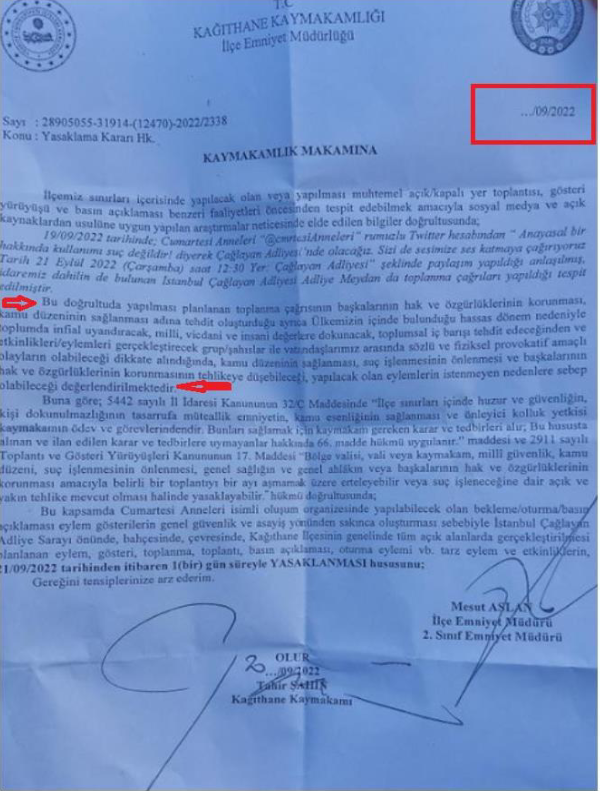 T.C
KAĞITHANE KAYMAKAMLIĞI
İlçe Emniyet Müdürlüğü
.../09/2022
Sayı : 28905055-31914-(12470)-2022/2338
Konu : Yasaklama Kararı Hk.
KAYMAKAMLIK MAKAMINA
İlçemiz sınırları içerisinde yapılacak olan veya yapılması muhtemel açık/kapalı yer toplantısı, gösteri
yürüyüşü ve basın açıklaması benzeri faaliyetleri öncesinden tespit edebilmek amacıyla sosyal medya ve açık
kaynaklardan usulüne uygun yapılan araştırmalar neticesinde elde edilen bilgiler doğrultusunda;
19/09/2022 tarihinde; Cumartesi Anneleri "@cmrtesiAnneleri" rumuzlu Twitter hesabından " Anayasal bir
hakkında kullanımı suç değildir! diyerek Çağlayan Adliye'nde olacağız. Sizi de sesimize ses katmaya çağırıyoruz
Tarih 21 Eylül 2022 (Çarşamba) saat 12:30 Yer: Çağlayan Adliyesi" şeklinde paylaşım yapıldığı anlaşılmış,
idaremiz dahilin de bulunan İstanbul Çağlayan Adliyesi Adliye Meydan da toplanma çağrıları yapıldığı tespit
edilmiştir.
Bu doğrultuda yapılması planlanan toplanma çağrısının başkalarının hak ve özgürlüklerinin korunması,
kamu düzeninin sağlanması adına tehdit oluşturduğu ayrıca Ülkemizin içinde bulunduğu hassas dönem nedeniyle
toplumda infial uyandıracak, milli, vicdani ve insani değerlere dokunacak, toplumsal iç barışı tehdit edeceğinden ve
etkinlikleri/eylemleri gerçekleştirecek grup/şahıslar ile vatandaşlarımız arasında sözlü ve fiziksel provokatif amaçlı
olayların olabileceği dikkate alındığında, kamu düzeninin sağlanması, suç işlenmesinin önlenmesi ve başkalarının
hak ve özgürlüklerinin korunmasının tehlikeye düşebileceği, yapılacak olan eylemlerin istenmeyen nedenlere sebep
olabileceği değerlendirilmektedir.
Buna göre; 5442 sayılı İl İdaresi Kanununun 32/Ç Maddesinde "İlçe sınırları içinde huzur ve güvenliğin,
kişi dokunulmazlığının tasarrufa müteallik emniyetin, kamu esenliğinin sağlanması ve önleyici kolluk yetkisi
kaymakamın ödev ve görevlerindendir. Bunları sağlamak için kaymakam gereken karar ve tedbirleri alır; Bu hususta
alınan ve ilan edilen karar ve tedbirlere uymayanlar hakkında 66. madde hükmü uygulanır." maddesi ve 2911 sayılı
Toplantı ve Gösteri Yürüyüşleri Kanununun 17. Maddesi "Bölge valisi, vali veya kaymakam, millî güvenlik, kamu
düzeni, suç işlenmesinin önlenmesi, genel sağlığın ve genel ahlâkın veya başkalarının hak ve özgürlüklerinin
korunması amacıyla belirli bir toplantıyı bir ayı aşmamak üzere erteleyebilir veya suç işleneceğine dair açık ve
yakın tehlike mevcut olması halinde yasaklayabilir." hükmü doğrultusunda;
Bu kapsamda Cumartesi Anneleri isimli oluşum organizesinde yapılabilecek olan bekleme/oturma/basın
açıklaması eylem gösterilerin genel güvenlik ve asayiş yönünden sakınca oluşturması sebebiyle İstanbul Çağlayan
Adliye Sarayı önünde, bahçesinde, çevresinde, Kağıthane İlçesinin genelinde tüm açık alanlarda gerçekleştirilmesi
planlanan eylem, gösteri, toplanma, toplantı, basın açıklaması, oturma eylemi vb. tarz eylem ve etkinliklerin,
21/09/2022 tarihinden itibaren 1(bir) gün süreyle YASAKLANMASI hususunu;
Gereğini tensiplerinize arz ederim.
Mesut ASLAN
İlçe Emniyet Müdürü
2. Sınıf Emniyet Müdürü
OLUR
20
.../09/2022
Tahir ŞAHİN
Kağıthane Kaymakamı